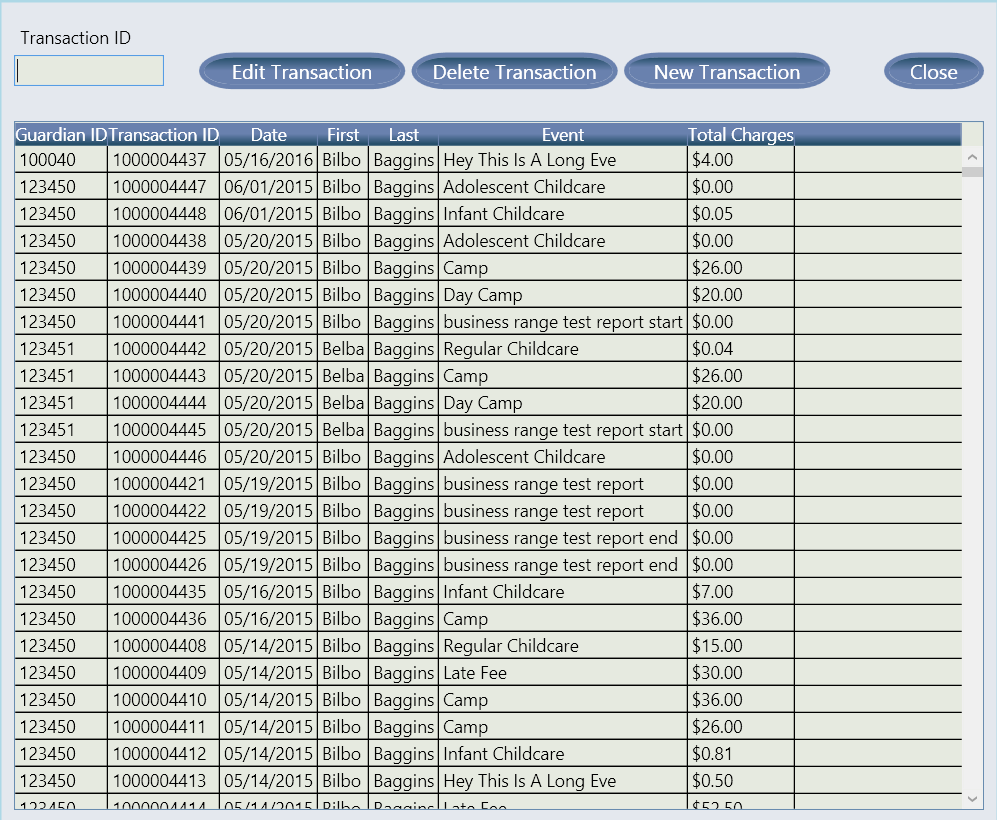 Transaction ID
Edit Transaction Delete Transaction New Transaction Close
Guardian ID Transaction ID Date First Last Event Total Charges
100040 1000004437 05/16/2016 Bilbo Baggins Hey This Is A Long Eve $4.00
123450 1000004447 06/01/2015 Bilbo Baggins Adolescent Childcare $0.00
123450 1000004448 06/01/2015 Bilbo Baggins Infant Childcare $0.05
123450 1000004438 05/20/2015 Bilbo Baggins Adolescent Childcare $0.00
123450 1000004439 05/20/2015 Bilbo Baggins Camp $26.00
123450 1000004440 05/20/2015 Bilbo Baggins Day Camp $20.00
123450 1000004441 05/20/2015 Bilbo Baggins business range test report start $0.00
123451 1000004442 05/20/2015 Belba Baggins Regular Childcare $0.04
123451 1000004443 05/20/2015 Belba Baggins Camp $26.00
123451 1000004444 05/20/2015 Belba Baggins Day Camp $20.00
123451 1000004445 05/20/2015 Belba Baggins business range test report start $0.00
123450 1000004446 05/20/2015 Bilbo Baggins Adolescent Childcare $0.00
123450 1000004421 05/19/2015 Bilbo Baggins business range test report $0.00
123450 1000004422 05/19/2015 Bilbo Baggins business range test report $0.00
123450 1000004425 05/19/2015 Bilbo Baggins business range test report end $0.00
123450 1000004426 05/19/2015 Bilbo Baggins business range test report end $0.00
123450 1000004435 05/16/2015 Bilbo Baggins Infant Childcare $7.00
123450 1000004436 05/16/2015 Bilbo Baggins Camp $36.00
123450 1000004408 05/14/2015 Bilbo Baggins Regular Childcare $15.00
123450 1000004409 05/14/2015 Bilbo Baggins Late Fee $30.00
123450 1000004410 05/14/2015 Bilbo Baggins Camp $36.00
123450 1000004411 05/14/2015 Bilbo Baggins Camp $26.00
123450 1000004412 05/14/2015 Bilbo Baggins Infant Childcare $0.81
123450 1000004413 05/14/2015 Bilbo Baggins Hey This Is A Long Eve $0.50
123450 1000004414 05/14/2015 Bilbo Baggins Late Fee $52.50